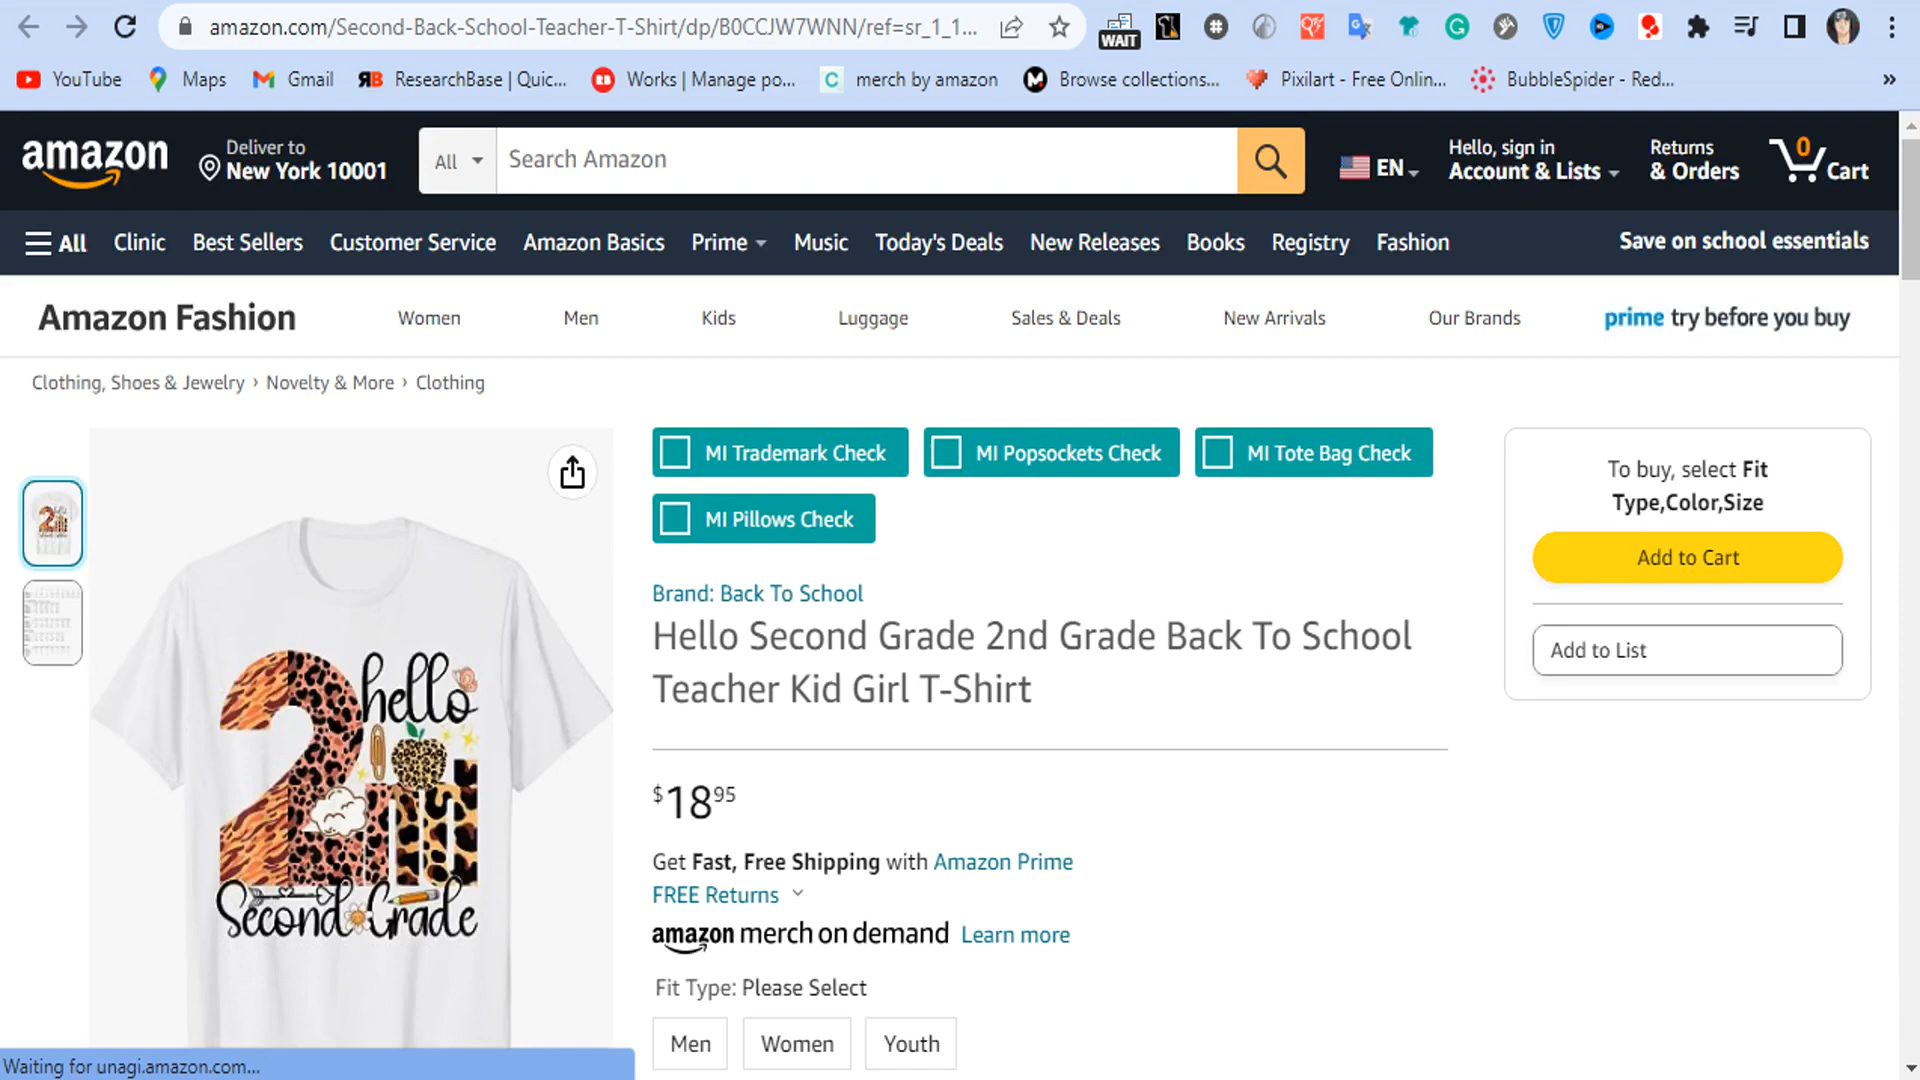 amazon.com/Second-Back-School-Teacher-T-Shirt/dp/B0CCJW7WNN/ref=sr_1_1...
WAIT
YouTube
Maps
Gmail
RB ResearchBase | Quic...
Works | Manage po...
C merch by amazon
Browse collections...
Pixilart - Free Onlin...
BubbleSpider - Red...
»
amazon
Deliver to
New York 10001
All
Search Amazon
EN
Hello, sign in
Account & Lists
Returns
& Orders
0
Cart
All
Clinic
Best Sellers
Customer Service
Amazon Basics
Prime
Music
Today's Deals
New Releases
Books
Registry
Fashion
Save on school essentials
Amazon Fashion
Women
Men
Kids
Luggage
Sales & Deals
New Arrivals
Our Brands
prime try before you buy
Clothing, Shoes & Jewelry › Novelty & More › Clothing
MI Trademark Check
MI Popsockets Check
MI Tote Bag Check
MI Pillows Check
Brand: Back To School
Hello Second Grade 2nd Grade Back To School
Teacher Kid Girl T-Shirt
$18 95
Get Fast, Free Shipping with Amazon Prime
FREE Returns
amazon merch on demand Learn more
Fit Type: Please Select
Men
Women
Youth
To buy, select Fit
Type,Color,Size
Add to Cart
Add to List
hello
2nd
Second Grade
Waiting for unagi.amazon.com...